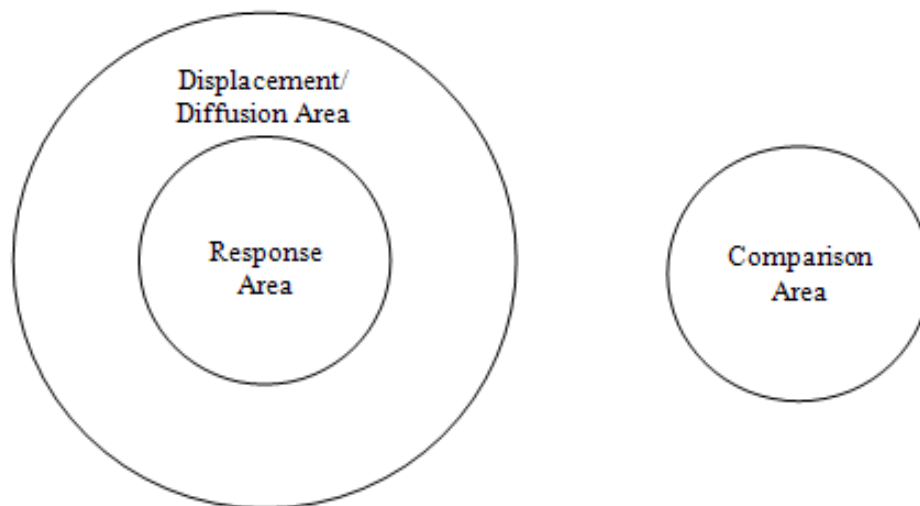 Displacement/
Diffusion Area
Response
Area
Comparison
Area